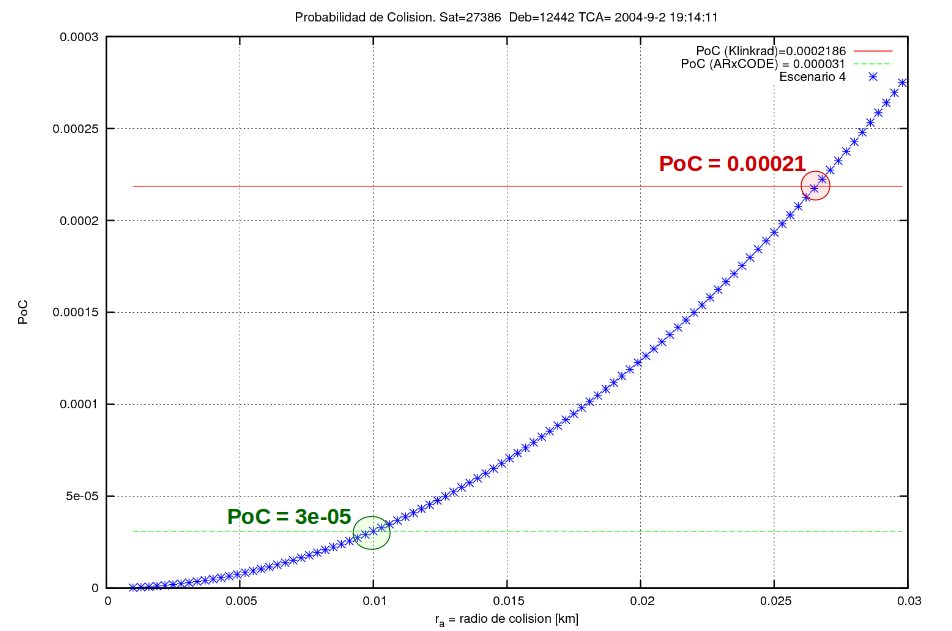 Probabilidad de Colision. Sat=27386 Deb=12442 TCA= 2004-9-2 19:14:11
0.0003
PoC (Klinkrad)=0.0002186
PoC (ARxCODE) = 0.000031
Escenario 4
0.00025
PoC = 0.00021
0.0002
PoC
0.00015
0.0001
5e-05
PoC = 3e-05
0
0
0.005
0.01
0.015
0.02
0.025
0.03
ra = radio de colision [km]